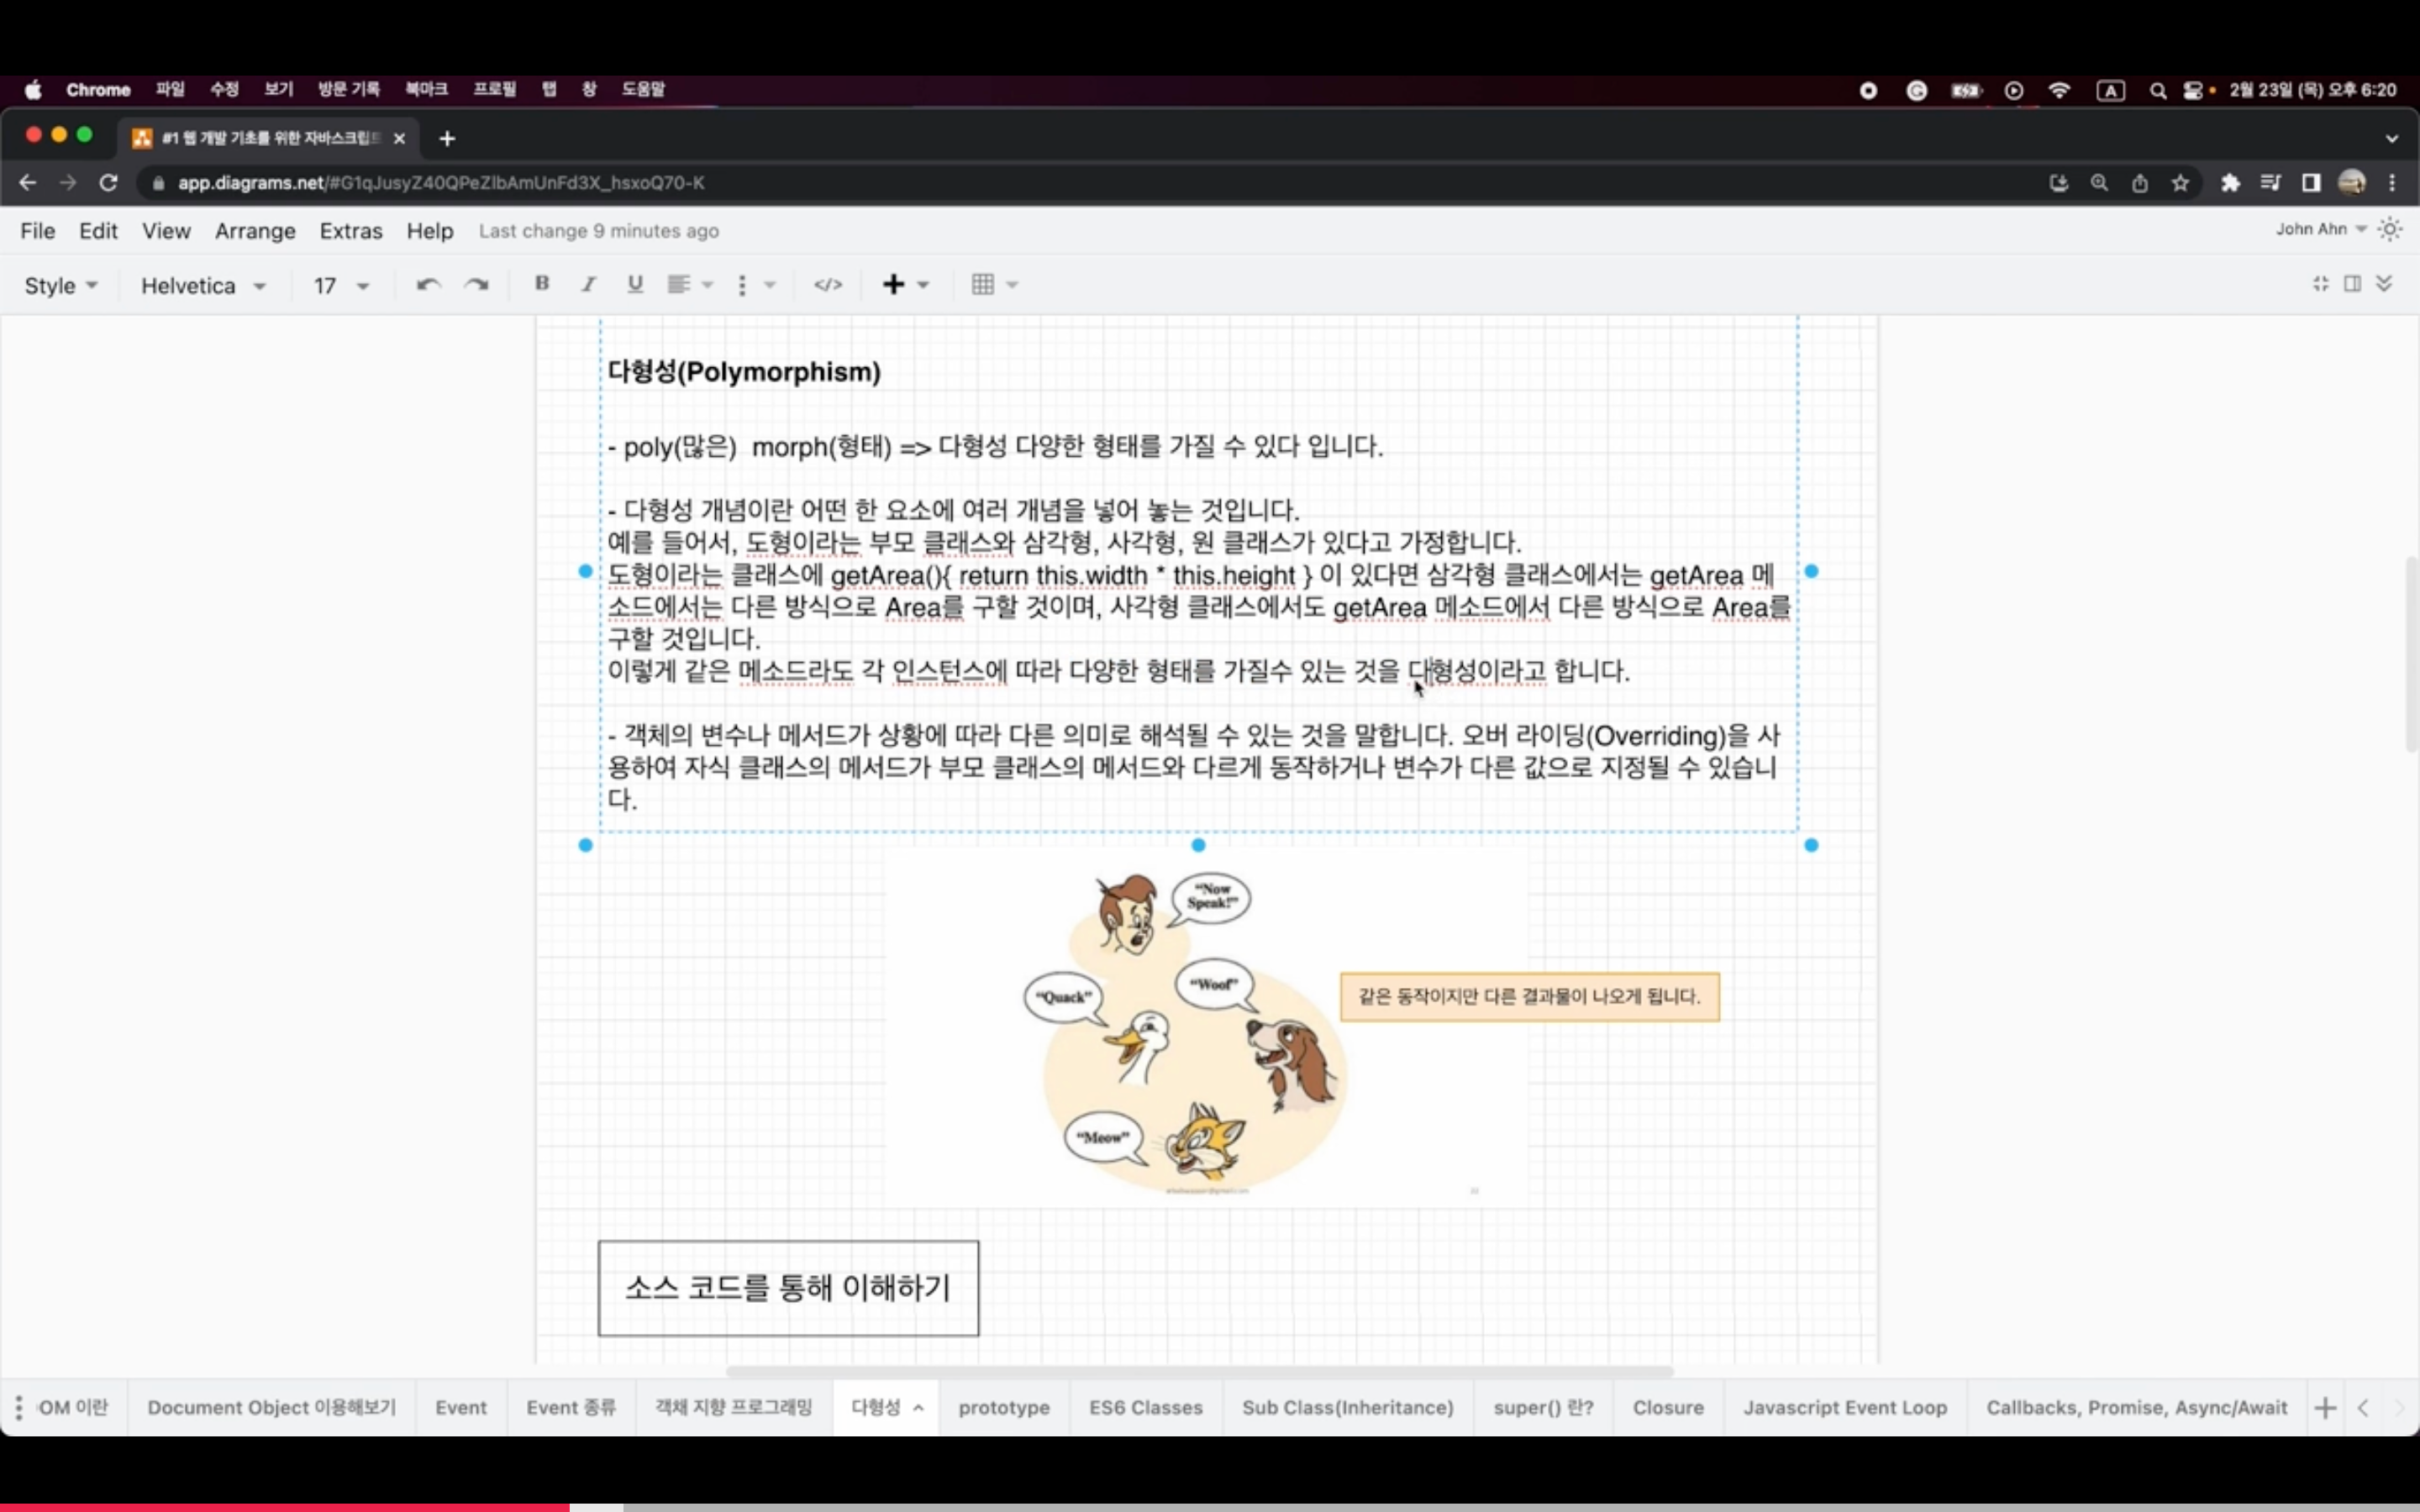 Chrome 파일 수정 보기 방문 기록 북마크 프로필 탭 창 도움말 A 2월 23일 (목) 오후 6:20
#1 웹 개발 기초를 위한 자바스크립트
app.diagrams.net/#G1qJusyZ40QPeZlbAmUnFd3X_hsxoQ70-K
File Edit View Arrange Extras Help Last change 9 minutes ago John Ahn
Style Helvetica 17 B I U </>
다형성(Polymorphism)
- poly(많은) morph(형태) => 다형성 다양한 형태를 가질 수 있다 입니다.
- 다형성 개념이란 어떤 한 요소에 여러 개념을 넣어 놓는 것입니다.
예를 들어서, 도형이라는 부모 클래스와 삼각형, 사각형, 원 클래스가 있다고 가정합니다.
도형이라는 클래스에 getArea(){ return this.width * this.height } 이 있다면 삼각형 클래스에서는 getArea 메
소드에서는 다른 방식으로 Area를 구할 것이며, 사각형 클래스에서도 getArea 메소드에서 다른 방식으로 Area를
구할 것입니다.
이렇게 같은 메소드라도 각 인스턴스에 따라 다양한 형태를 가질수 있는 것을 다형성이라고 합니다.
- 객체의 변수나 메서드가 상황에 따라 다른 의미로 해석될 수 있는 것을 말합니다. 오버 라이딩(Overriding)을 사
용하여 자식 클래스의 메서드가 부모 클래스의 메서드와 다르게 동작하거나 변수가 다른 값으로 지정될 수 있습니
다.
“Now
Speak!”
“Quack”
“Woof”
같은 동작이지만 다른 결과물이 나오게 됩니다.
“Meow”
소스 코드를 통해 이해하기
OM 이란 Document Object 이용해보기 Event Event 종류 객체 지향 프로그래밍 다형성 prototype ES6 Classes Sub Class(Inheritance) super() 란? Closure Javascript Event Loop Callbacks, Promise, Async/Await